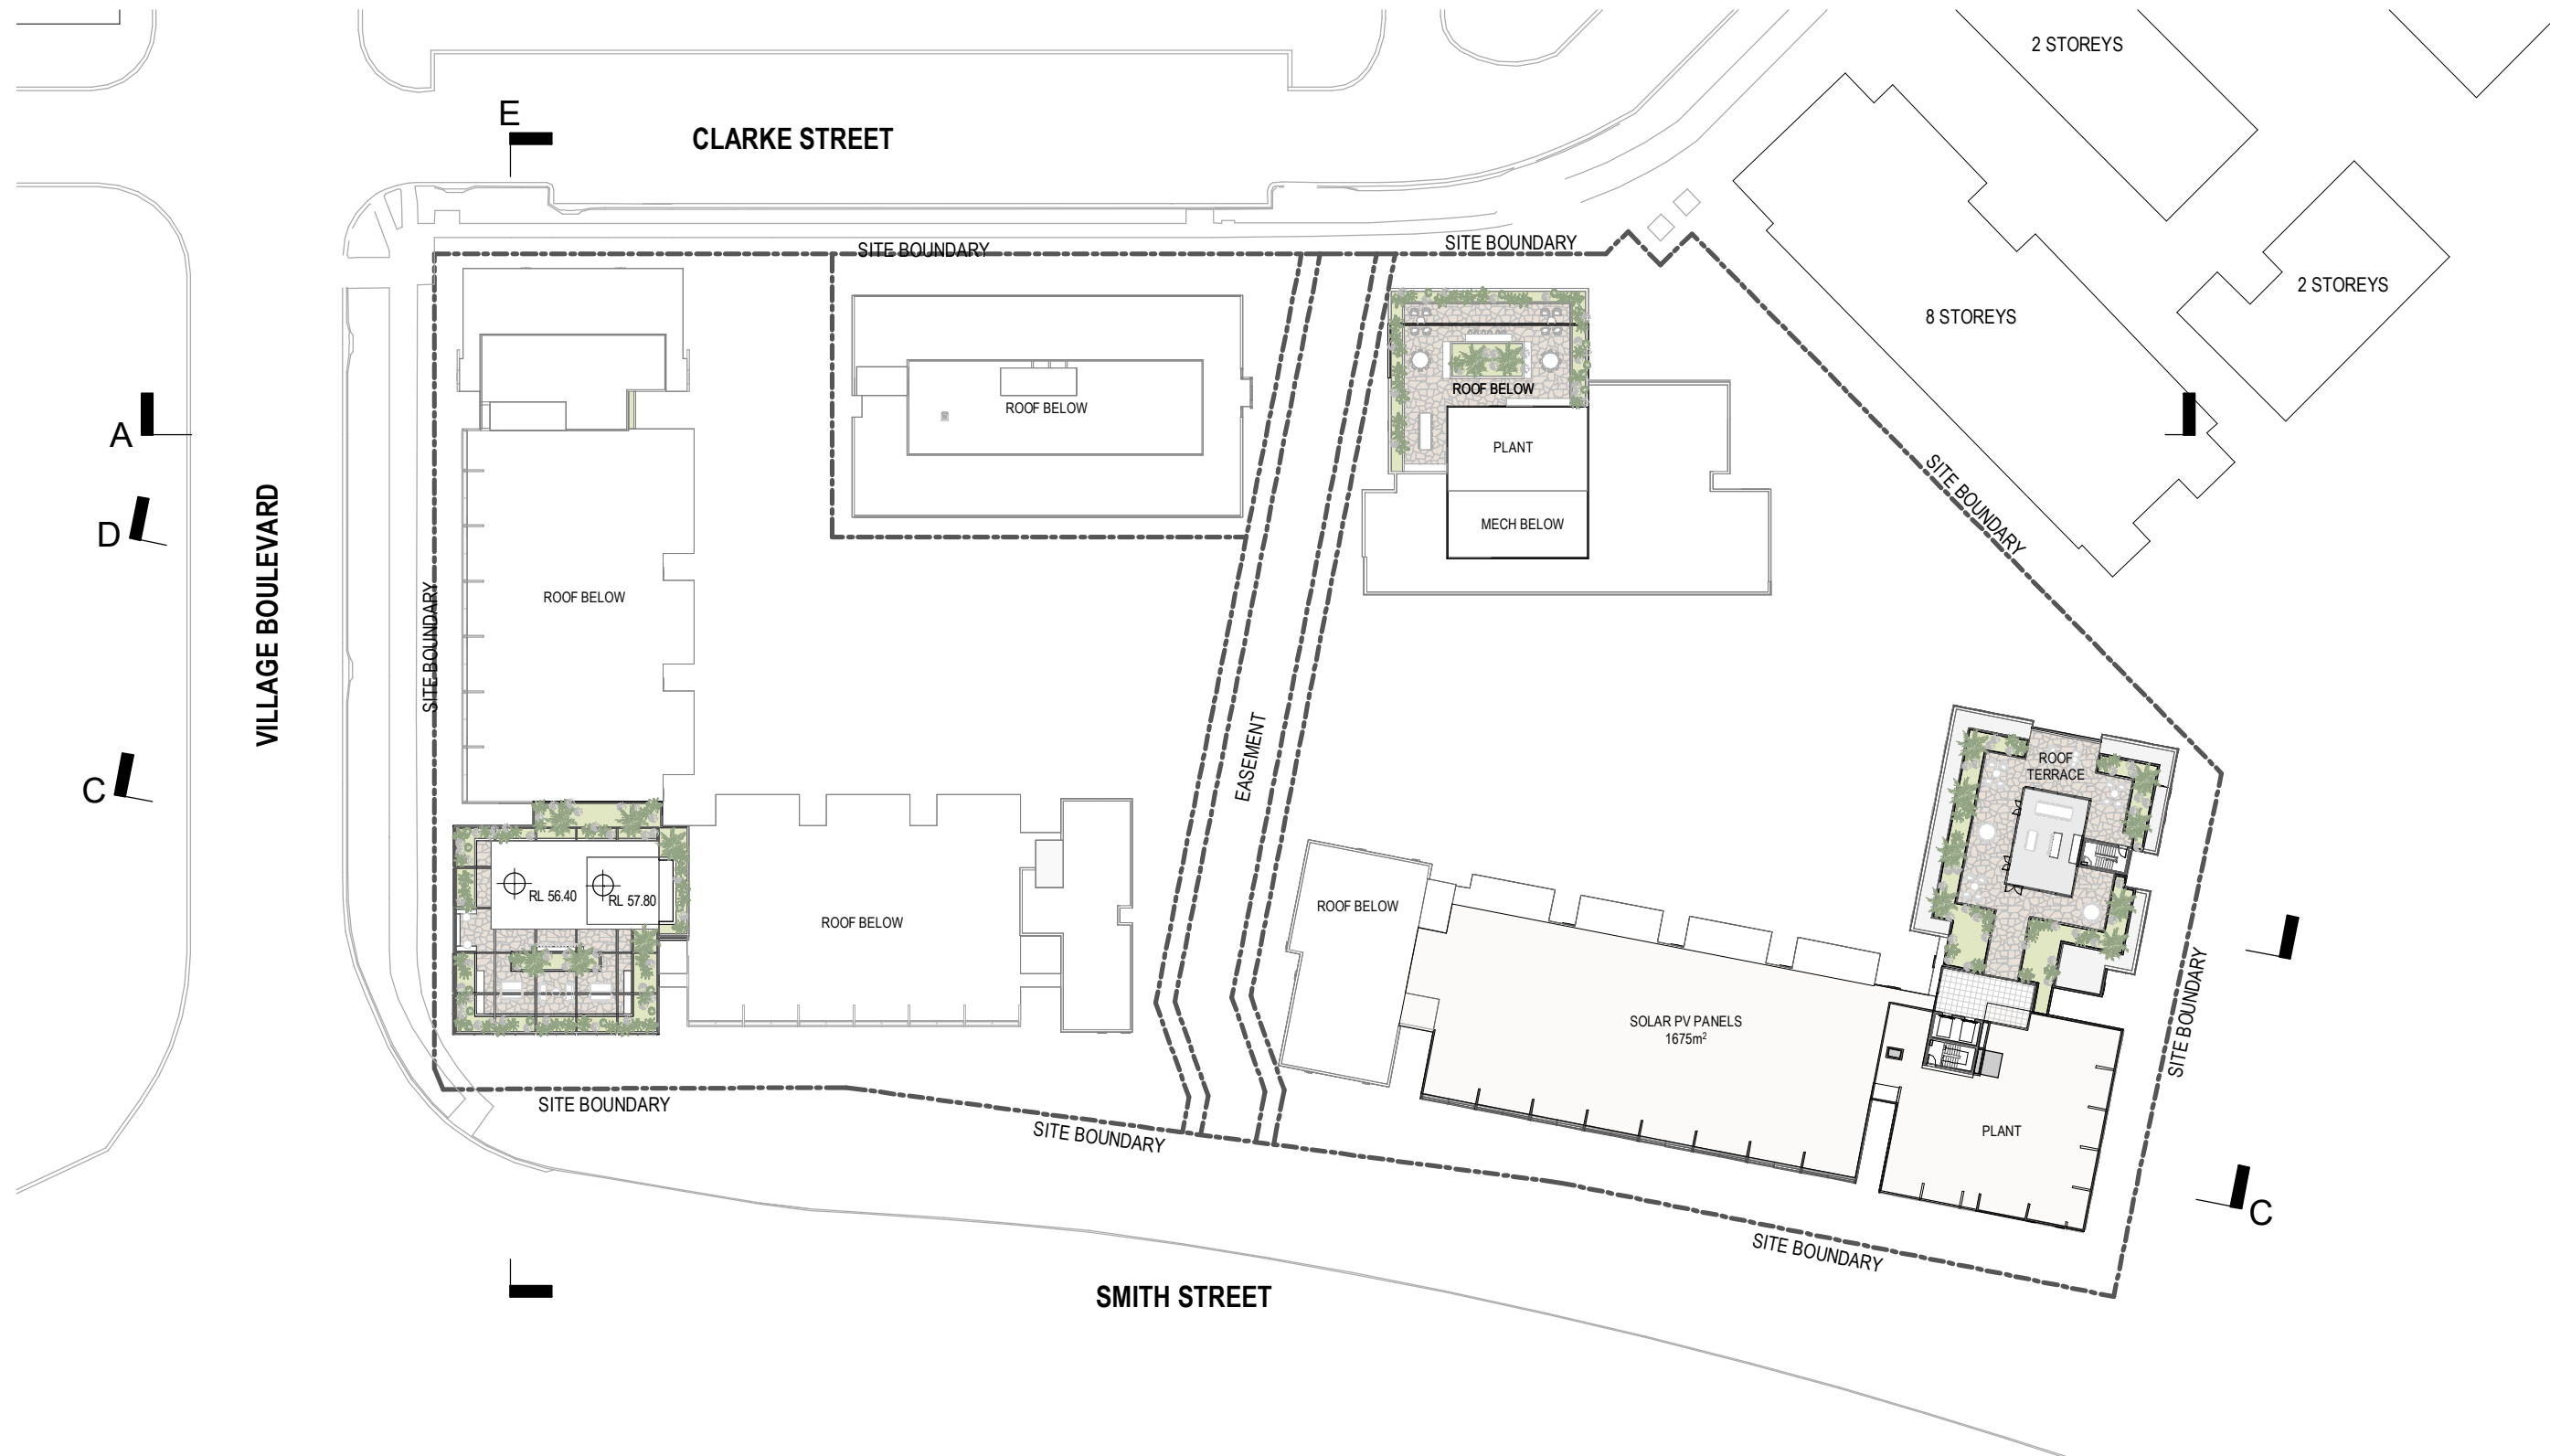 2 STOREYS
E
CLARKE STREET
SITE BOUNDARY
SITE BOUNDARY
2 STOREYS
8 STOREYS
ROOF BELOW
ROOF BELOW
A
PLANT
SITE BOUNDARY
MECH BELOW
D
VILLAGE BOULEVARD
ROOF BELOW
SITE BOUNDARY
EASEMENT
ROOF
TERRACE
C
RL 56.40
RL 57.80
ROOF BELOW
ROOF BELOW
SOLAR PV PANELS
1675m²
SITE BOUNDARY
PLANT
SITE BOUNDARY
SITE BOUNDARY
C
SITE BOUNDARY
SMITH STREET